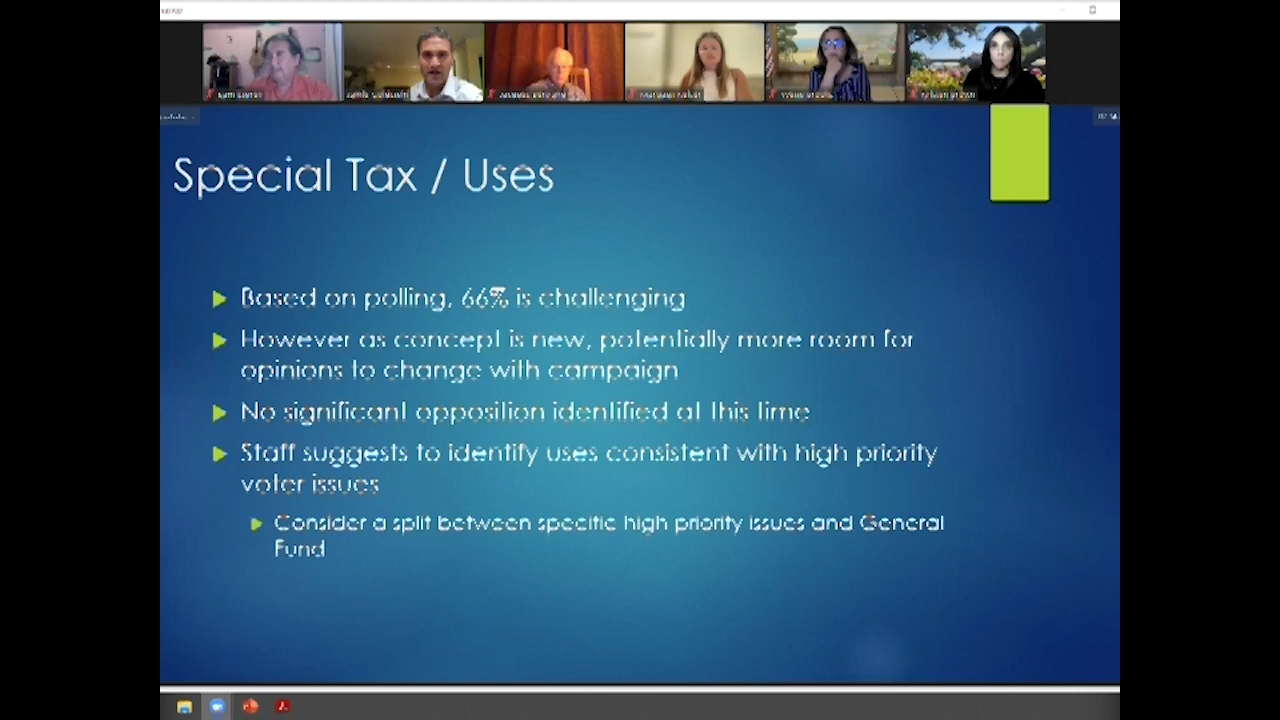 Special Tax / Uses
Based on polling, 66% is challenging
However as concept is new, potentially more room for
opinions to change with campaign
No significant opposition identified at this time
Staff suggests to identify uses consistent with high priority
voter issues
Consider a split between specific high priority issues and General
Fund